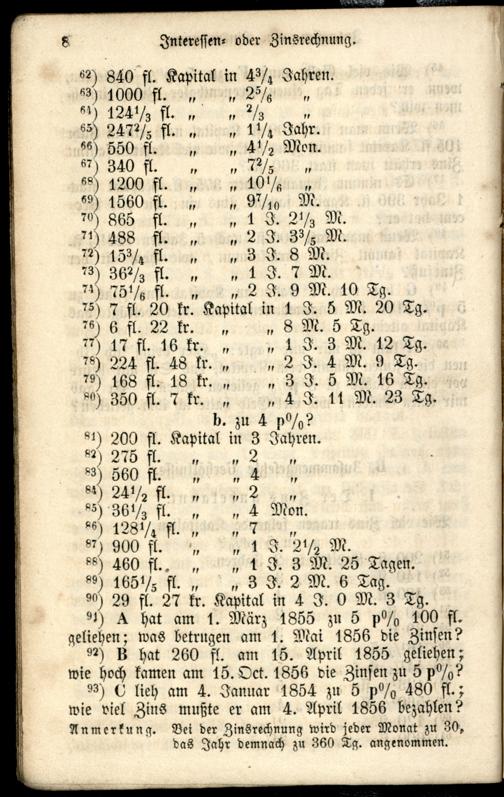 8 Interessen= oder Zinsrechnung.
62) 840 fl. Kapital in 4³/₄ Jahren.
63) 1000 fl. „ „ 2⁵/₆ „
64) 124¹/₃ fl. „ „ ²/₃ „
65) 247²/₅ fl. „ „ 1¹/₄ Jahr.
66) 550 fl. „ „ 4¹/₂ Mon.
67) 340 fl. „ „ 7²/₅ „
68) 1200 fl. „ „ 10¹/₆ „
69) 1560 fl. „ „ 9⁷/₁₀ M.
70) 865 fl. „ „ 1 J. 2¹/₃ M.
71) 488 fl. „ „ 2 J. 3³/₅ M.
72) 15³/₄ fl. „ „ 3 J. 8 M.
73) 36²/₃ fl. „ „ 1 J. 7 M.
74) 75¹/₆ fl. „ „ 2 J. 9 M. 10 Tg.
75) 7 fl. 20 kr. Kapital in 1 J. 5 M. 20 Tg.
76) 6 fl. 22 kr. „ „ 8 M. 5 Tg.
77) 17 fl. 16 kr. „ „ 1 J. 3 M. 12 Tg.
78) 224 fl. 48 kr. „ „ 2 J. 4 M. 9 Tg.
79) 168 fl. 18 kr. „ „ 3 J. 5 M. 16 Tg.
80) 350 fl. 7 kr. „ „ 4 J. 11 M. 23 Tg.
b. zu 4 p%?
81) 200 fl. Kapital in 3 Jahren.
82) 275 fl. „ „ 2 „
83) 560 fl. „ „ 4 „
84) 24¹/₂ fl. „ „ 2 „
85) 36¹/₃ fl. „ „ 4 Mon.
86) 128¹/₄ fl. „ „ 7 „
87) 900 fl. „ „ 1 J. 2¹/₂ M.
88) 460 fl. „ „ 1 J. 3 M. 25 Tagen.
89) 165¹/₅ fl. „ „ 3 J. 2 M. 6 Tag.
90) 29 fl. 27 kr. Kapital in 4 J. 0 M. 3 Tg.
91) A hat am 1. März 1855 zu 5 p% 100 fl.
geliehen; was betrugen am 1. Mai 1856 die Zinsen?
92) B hat 260 fl. am 15. April 1855 geliehen;
wie hoch kamen am 15. Oct. 1856 die Zinsen zu 5 p%?
93) C lieh am 4. Januar 1854 zu 5 p% 480 fl.;
wie viel Zins mußte er am 4. April 1856 bezahlen?
Anmerkung. Bei der Zinsrechnung wird jeder Monat zu 30,
das Jahr demnach zu 360 Tg. angenommen.